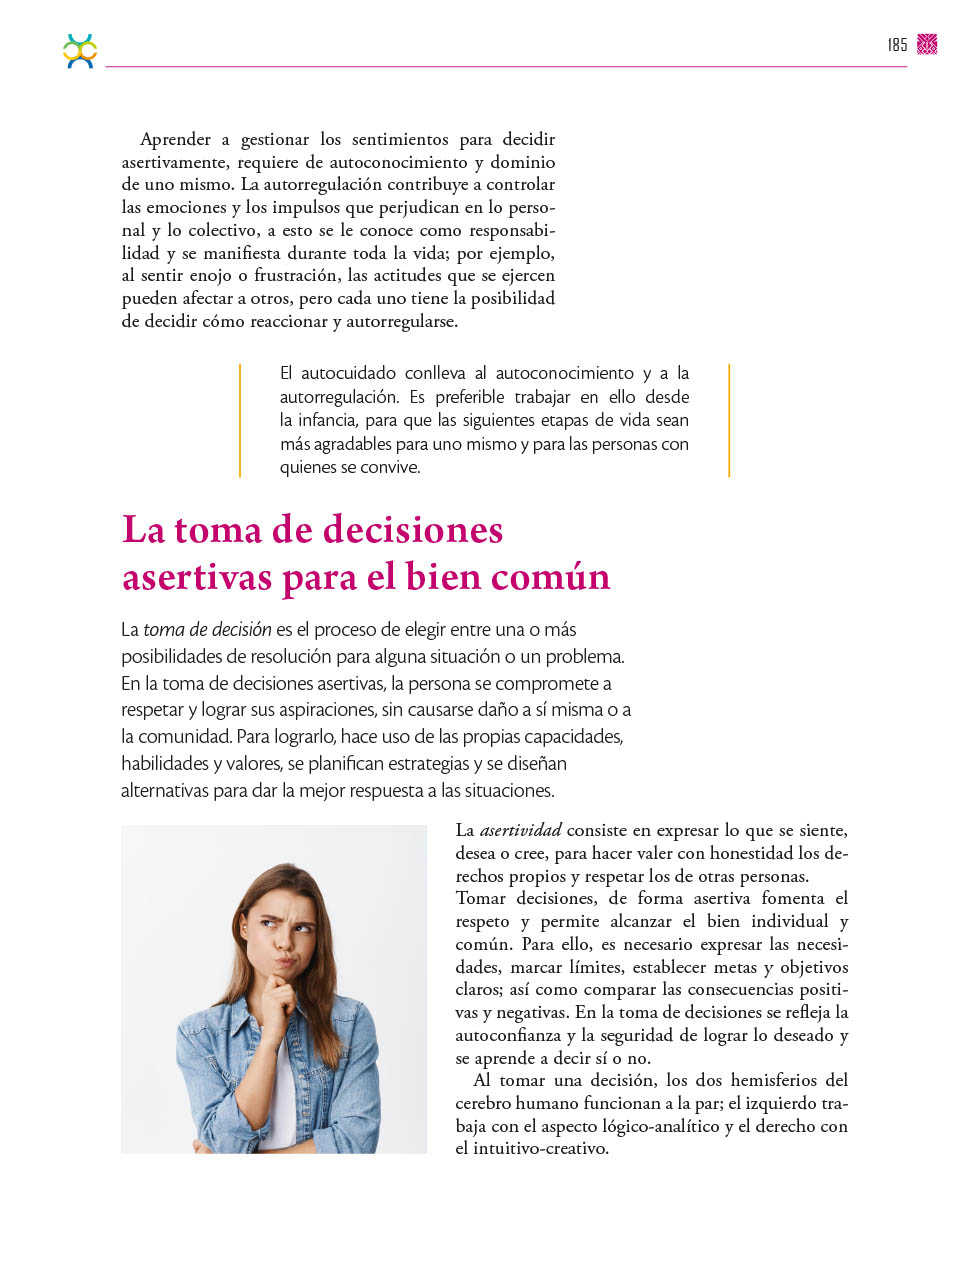 185
Aprender a gestionar los sentimientos para decidir
asertivamente, requiere de autoconocimiento y dominio
de uno mismo. La autorregulación contribuye a controlar
las emociones y los impulsos que perjudican en lo perso-
nal y lo colectivo, a esto se le conoce como responsabi-
lidad y se manifiesta durante toda la vida; por ejemplo,
al sentir enojo o frustración, las actitudes que se ejercen
pueden afectar a otros, pero cada uno tiene la posibilidad
de decidir cómo reaccionar y autorregularse.
El autocuidado conlleva al autoconocimiento y a la
autorregulación. Es preferible trabajar en ello desde
la infancia, para que las siguientes etapas de vida sean
más agradables para uno mismo y para las personas con
quienes se convive.
La toma de decisiones
asertivas para el bien común
La toma de decisión es el proceso de elegir entre una o más
posibilidades de resolución para alguna situación o un problema.
En la toma de decisiones asertivas, la persona se compromete a
respetar y lograr sus aspiraciones, sin causarse daño a sí misma o a
la comunidad. Para lograrlo, hace uso de las propias capacidades,
habilidades y valores, se planifican estrategias y se diseñan
alternativas para dar la mejor respuesta a las situaciones.
La asertividad consiste en expresar lo que se siente,
desea o cree, para hacer valer con honestidad los de-
rechos propios y respetar los de otras personas.
Tomar decisiones, de forma asertiva fomenta el
respeto y permite alcanzar el bien individual y
común. Para ello, es necesario expresar las necesi-
dades, marcar límites, establecer metas y objetivos
claros; así como comparar las consecuencias positi-
vas y negativas. En la toma de decisiones se refleja la
autoconfianza y la seguridad de lograr lo deseado y
se aprende a decir sí o no.
Al tomar una decisión, los dos hemisferios del
cerebro humano funcionan a la par; el izquierdo tra-
baja con el aspecto lógico-analítico y el derecho con
el intuitivo-creativo.